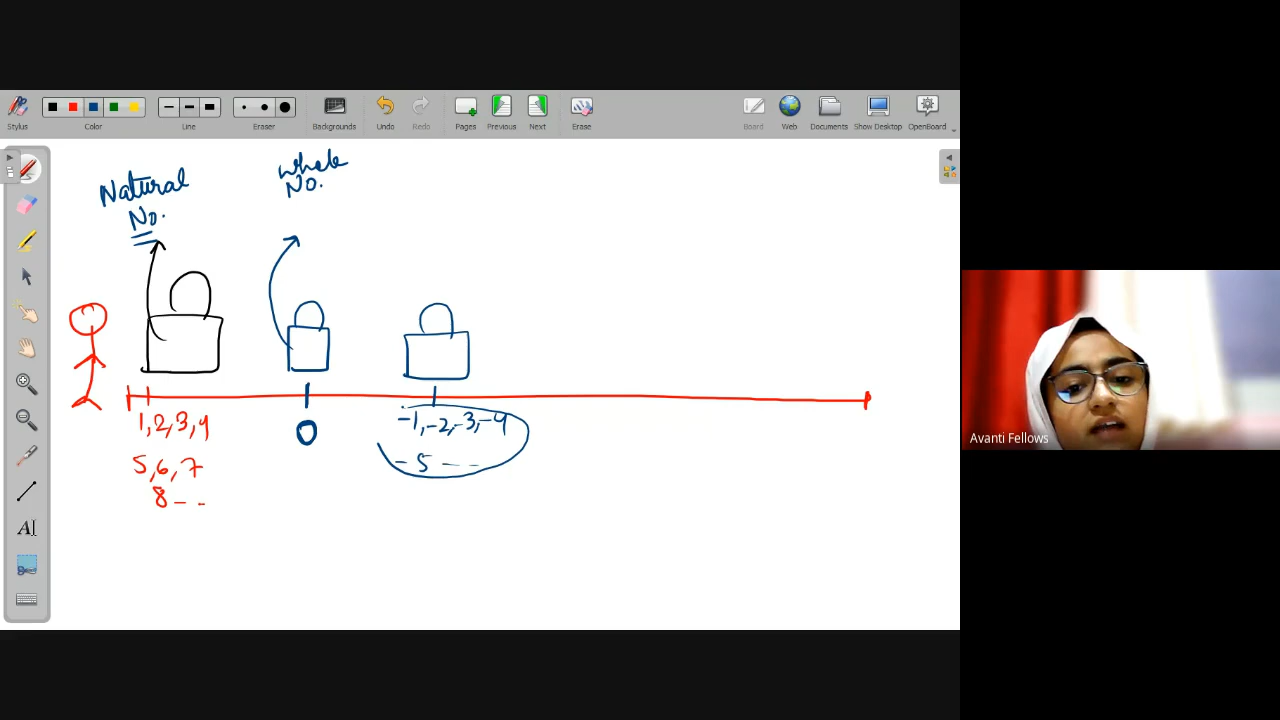 Stylus
Color
Line
Eraser
Backgrounds
Undo
Redo
Pages
Previous
Next
Erase
Board
Web
Documents
Show Desktop
OpenBoard
Natural
No.
Whole
No.
1, 2, 3, 4
5, 6, 7
8 - -
0
-1, -2, -3, -4
-5 - - -
AI
Avanti Fellows